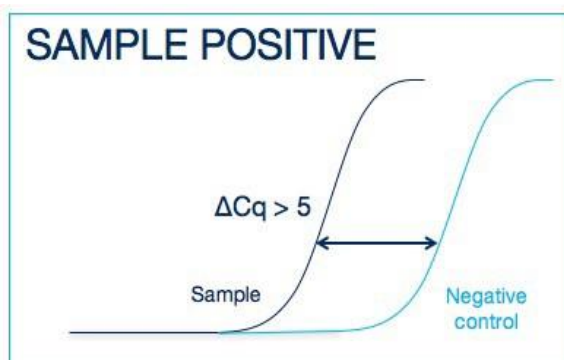 SAMPLE POSITIVE
ΔCq > 5
Sample
Negative
control